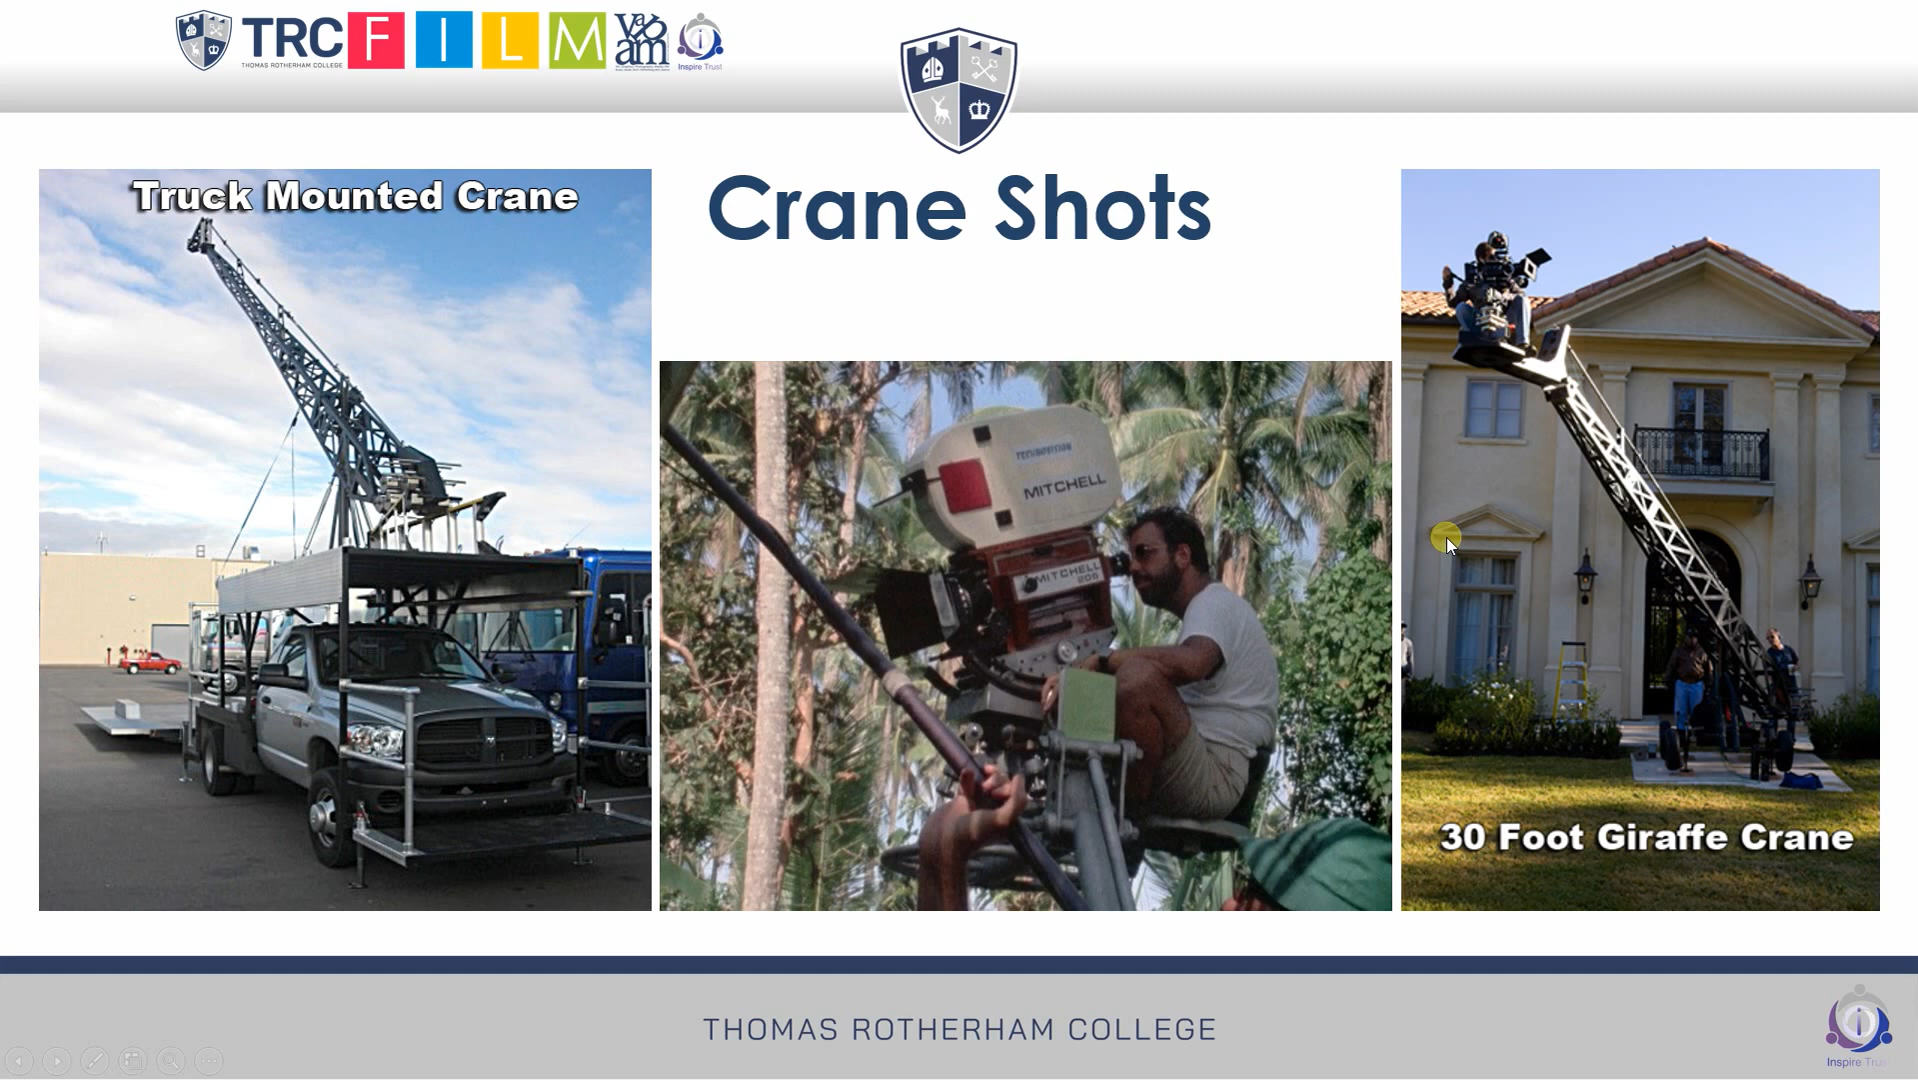 TRC
THOMAS ROTHERHAM COLLEGE
FILM
Inspire Trust
Crane Shots
Truck Mounted Crane
MITCHELL
MITCHELL
30 Foot Giraffe Crane
THOMAS ROTHERHAM COLLEGE
Inspire Trust